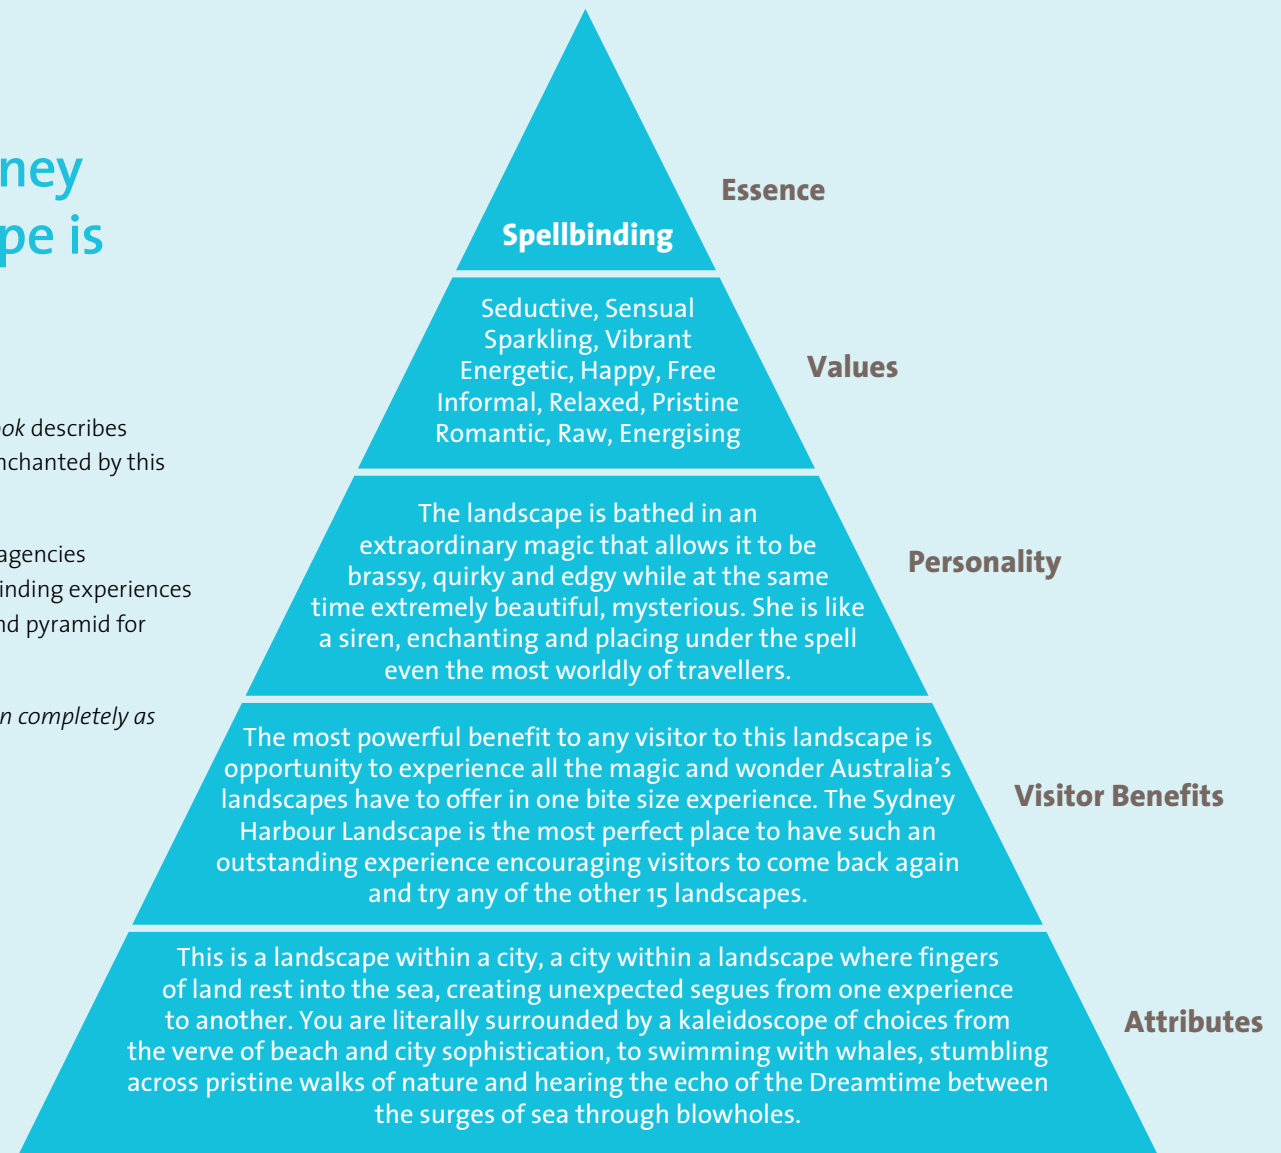 ney
pe is
ok describes
nchanted by this
agencies
inding experiences
nd pyramid for
n completely as
Essence
Spellbinding
Seductive, Sensual
Sparkling, Vibrant
Energetic, Happy, Free
Informal, Relaxed, Pristine
Romantic, Raw, Energising
Values
The landscape is bathed in an
extraordinary magic that allows it to be
brassy, quirky and edgy while at the same
time extremely beautiful, mysterious. She is like
a siren, enchanting and placing under the spell
even the most worldly of travellers.
Personality
The most powerful benefit to any visitor to this landscape is
opportunity to experience all the magic and wonder Australia's
landscapes have to offer in one bite size experience. The Sydney
Harbour Landscape is the most perfect place to have such an
outstanding experience encouraging visitors to come back again
and try any of the other 15 landscapes.
Visitor Benefits
This is a landscape within a city, a city within a landscape where fingers
of land rest into the sea, creating unexpected segues from one experience
to another. You are literally surrounded by a kaleidoscope of choices from
the verve of beach and city sophistication, to swimming with whales, stumbling
across pristine walks of nature and hearing the echo of the Dreamtime between
the surges of sea through blowholes.
Attributes